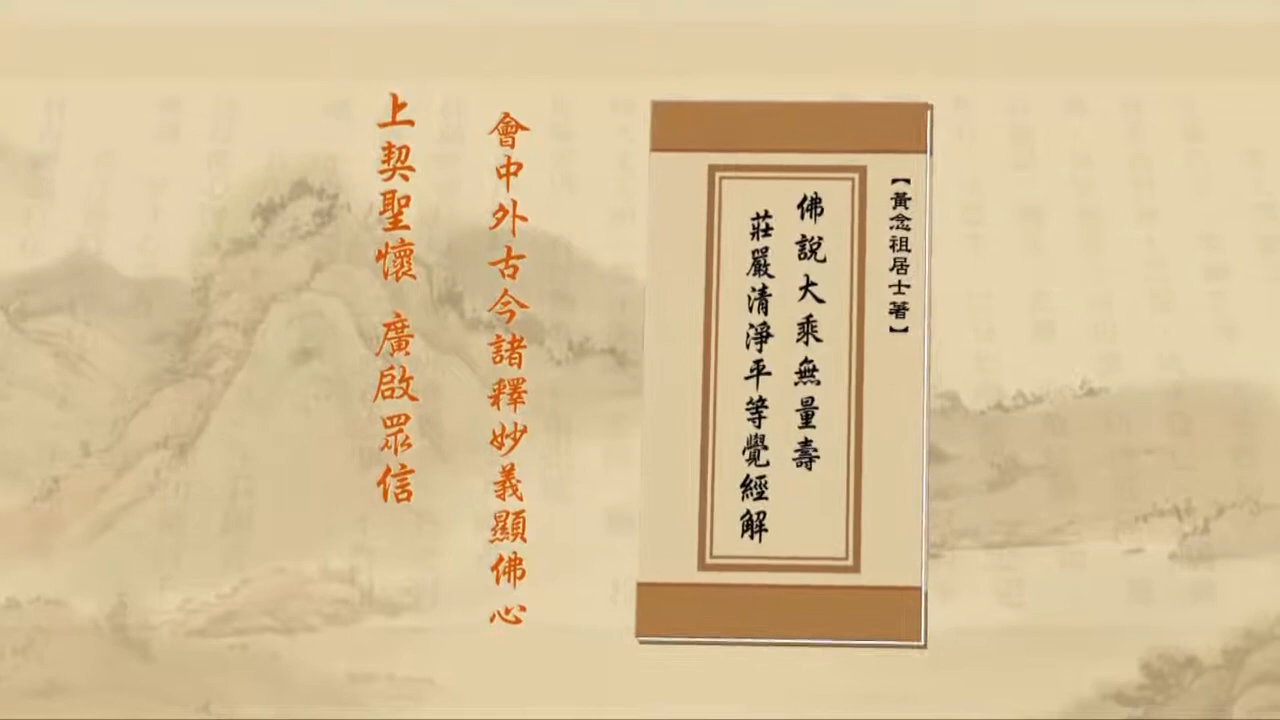 【黃念祖居士著】
佛說大乘無量壽
莊嚴清淨平等覺經解
會中外古今諸釋妙義顯佛心
上契聖懷 廣啟眾信